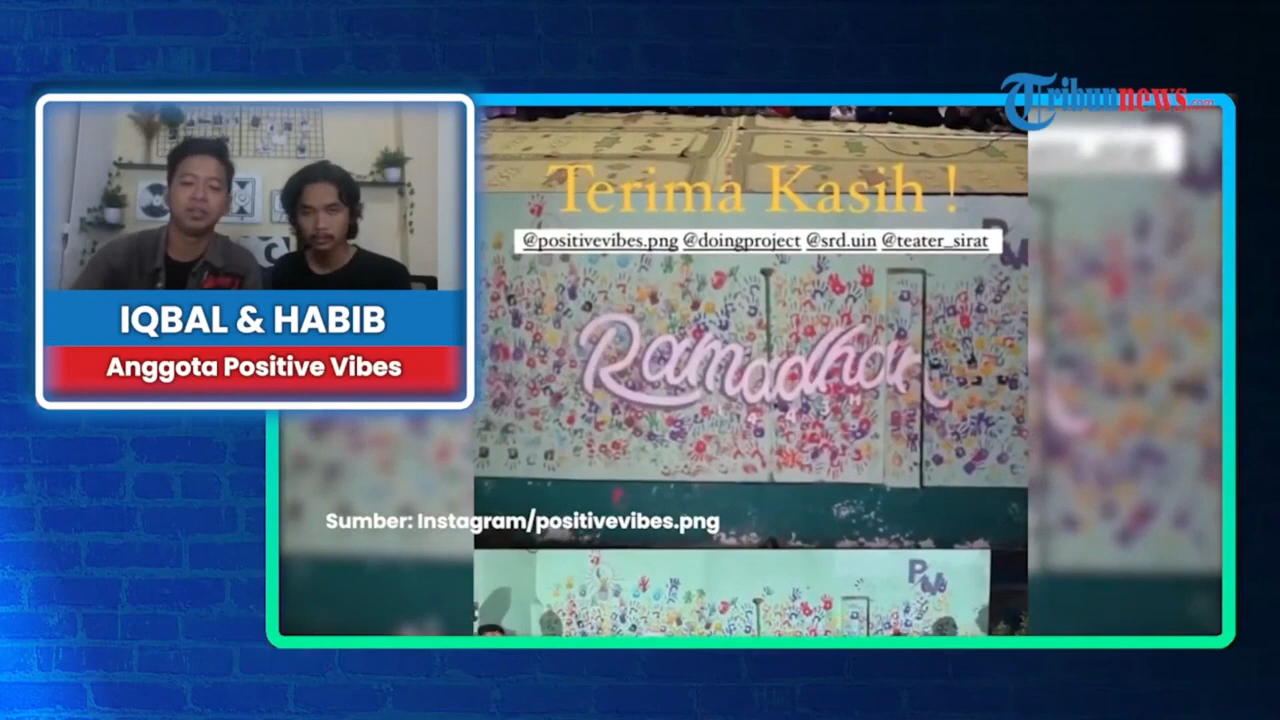 Tribunnews.com
Terima Kasih !
@positivevibes.png @doingproject @srd.uin @teater_sirat
Ramadhan
IQBAL & HABIB
Anggota Positive Vibes
Sumber: Instagram/positivevibes.png